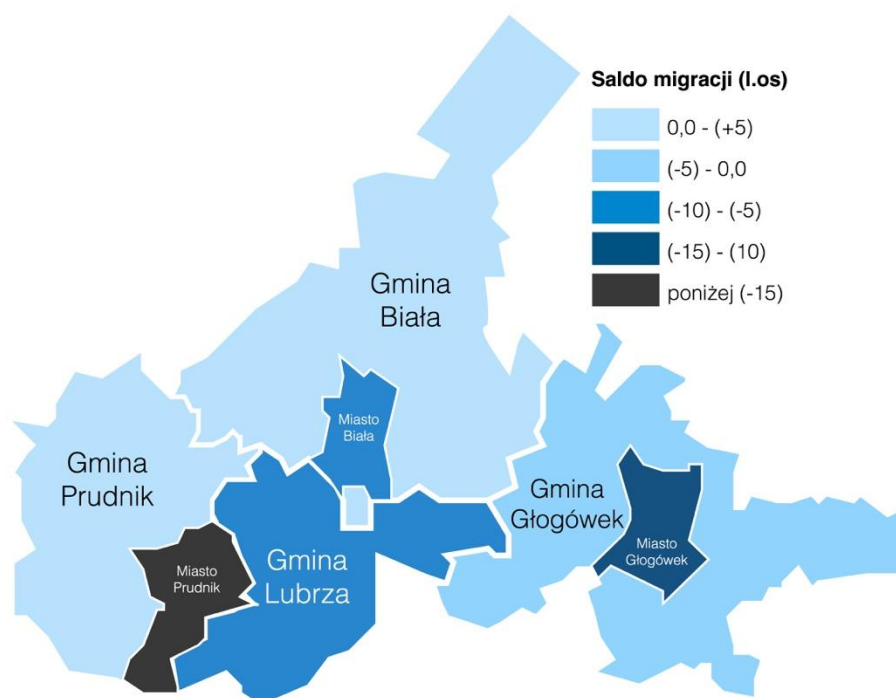 Saldo migracji (l.os)
0,0 - (+5)
(-5) - 0,0
(-10) - (-5)
(-15) - (10)
poniżej (-15)
Gmina
Biała
Miasto
Biała
Gmina
Prudnik
Gmina
Głogówek
Miasto
Głogówek
Miasto
Prudnik
Gmina
Lubrza